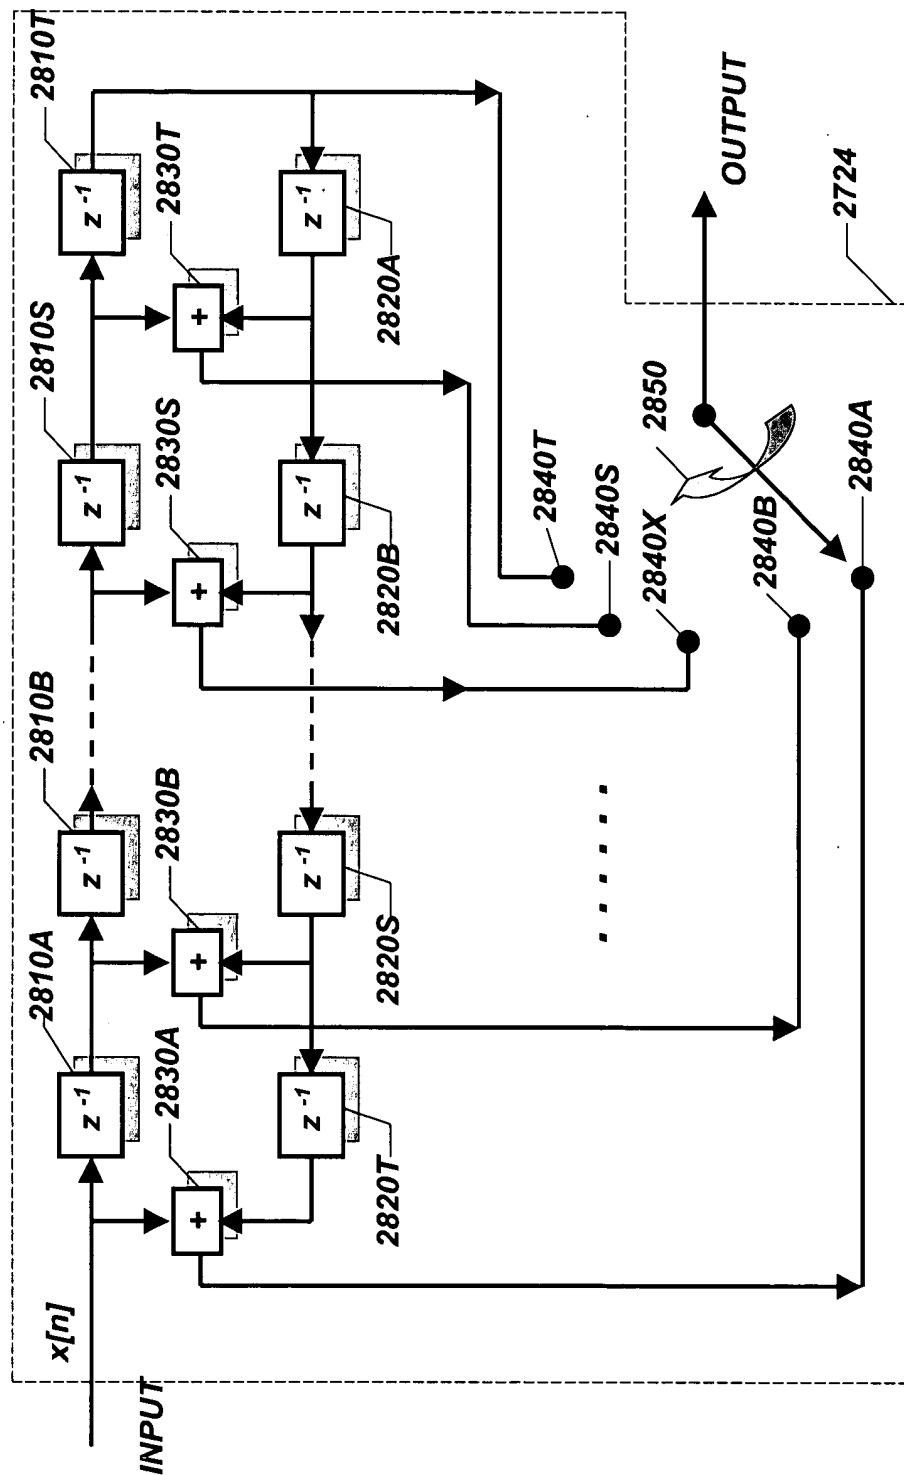 INPUT
x[n]
2810A
2810B
2810S
2810T
z⁻¹
z⁻¹
z⁻¹
z⁻¹
2830A
2830B
2830S
2830T
+
+
+
+
z⁻¹
z⁻¹
z⁻¹
z⁻¹
2820T
2820S
2820B
2820A
2840T
2840S
2840X
2850
2840B
2840A
OUTPUT
2724